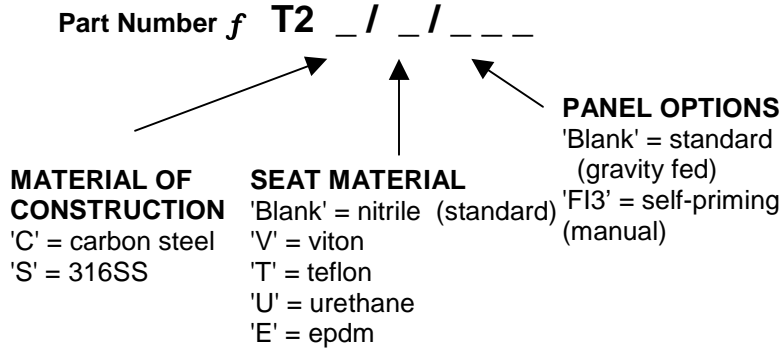 Part Number ƒ T2 _ / _ / _ _ _
MATERIAL OF
CONSTRUCTION
'C' = carbon steel
'S' = 316SS
SEAT MATERIAL
'Blank' = nitrile (standard)
'V' = viton
'T' = teflon
'U' = urethane
'E' = epdm
PANEL OPTIONS
'Blank' = standard
(gravity fed)
'FI3’ = self-priming
(manual)